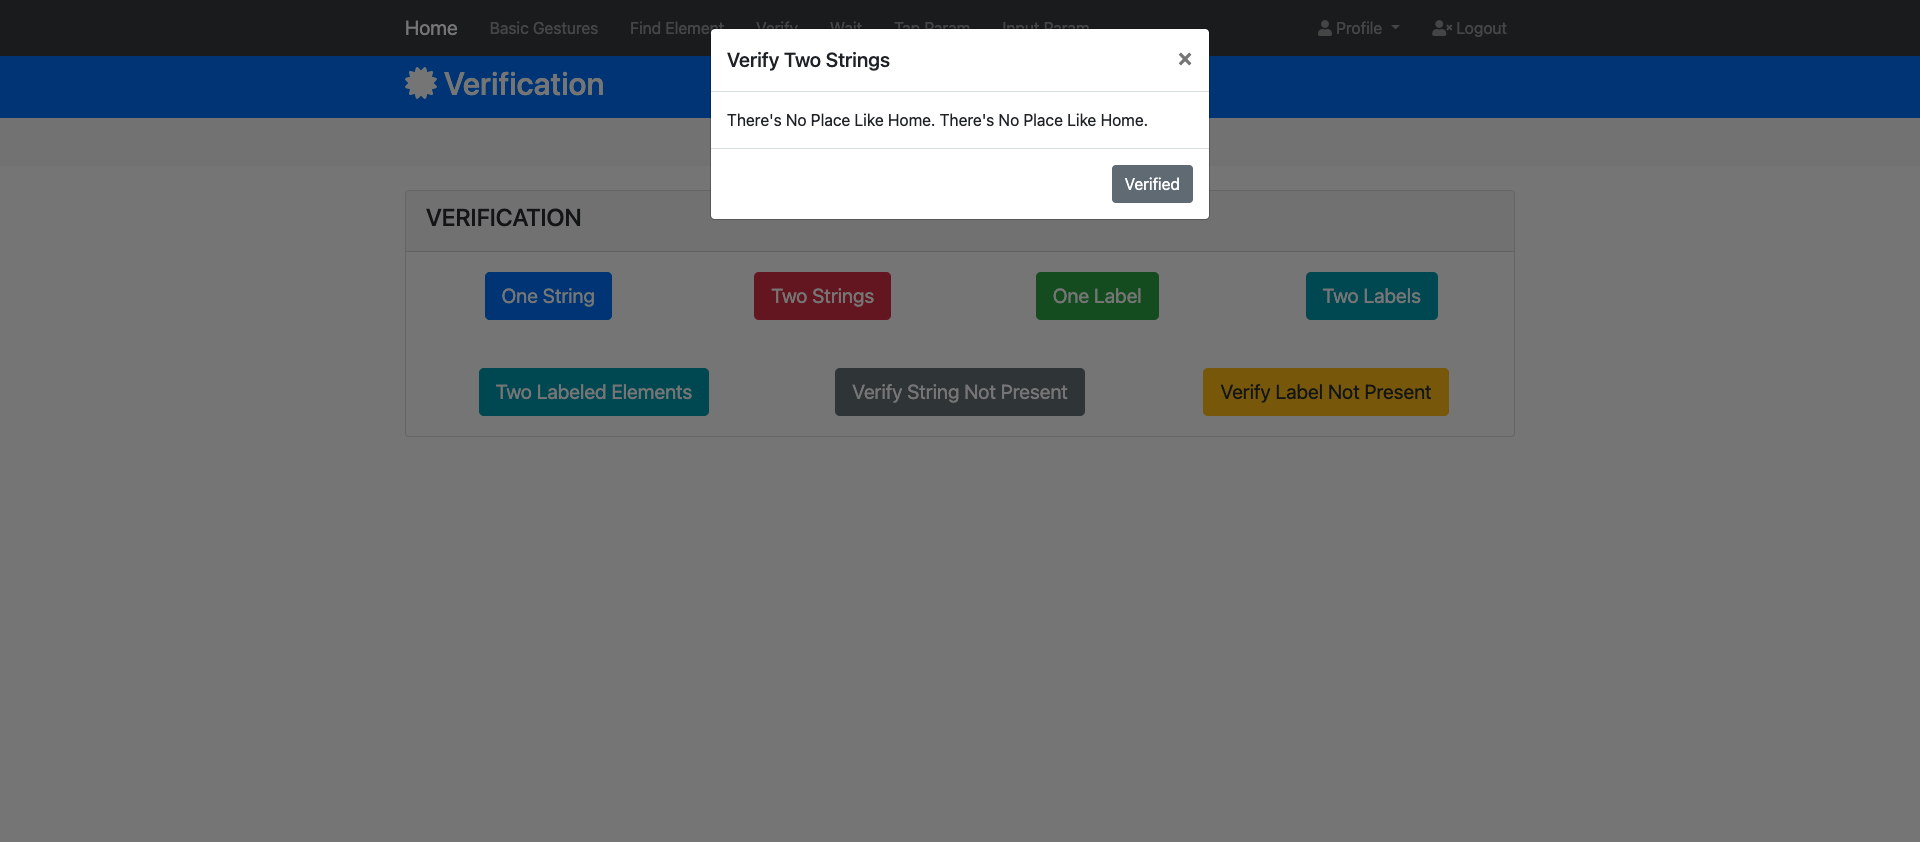 Home Basic Gestures Find Element Verify Wait Tap Param Input Param Profile Logout
Verify Two Strings ×
Verification
There's No Place Like Home. There's No Place Like Home.
Verified
VERIFICATION
One String Two Strings One Label Two Labels
Two Labeled Elements Verify String Not Present Verify Label Not Present